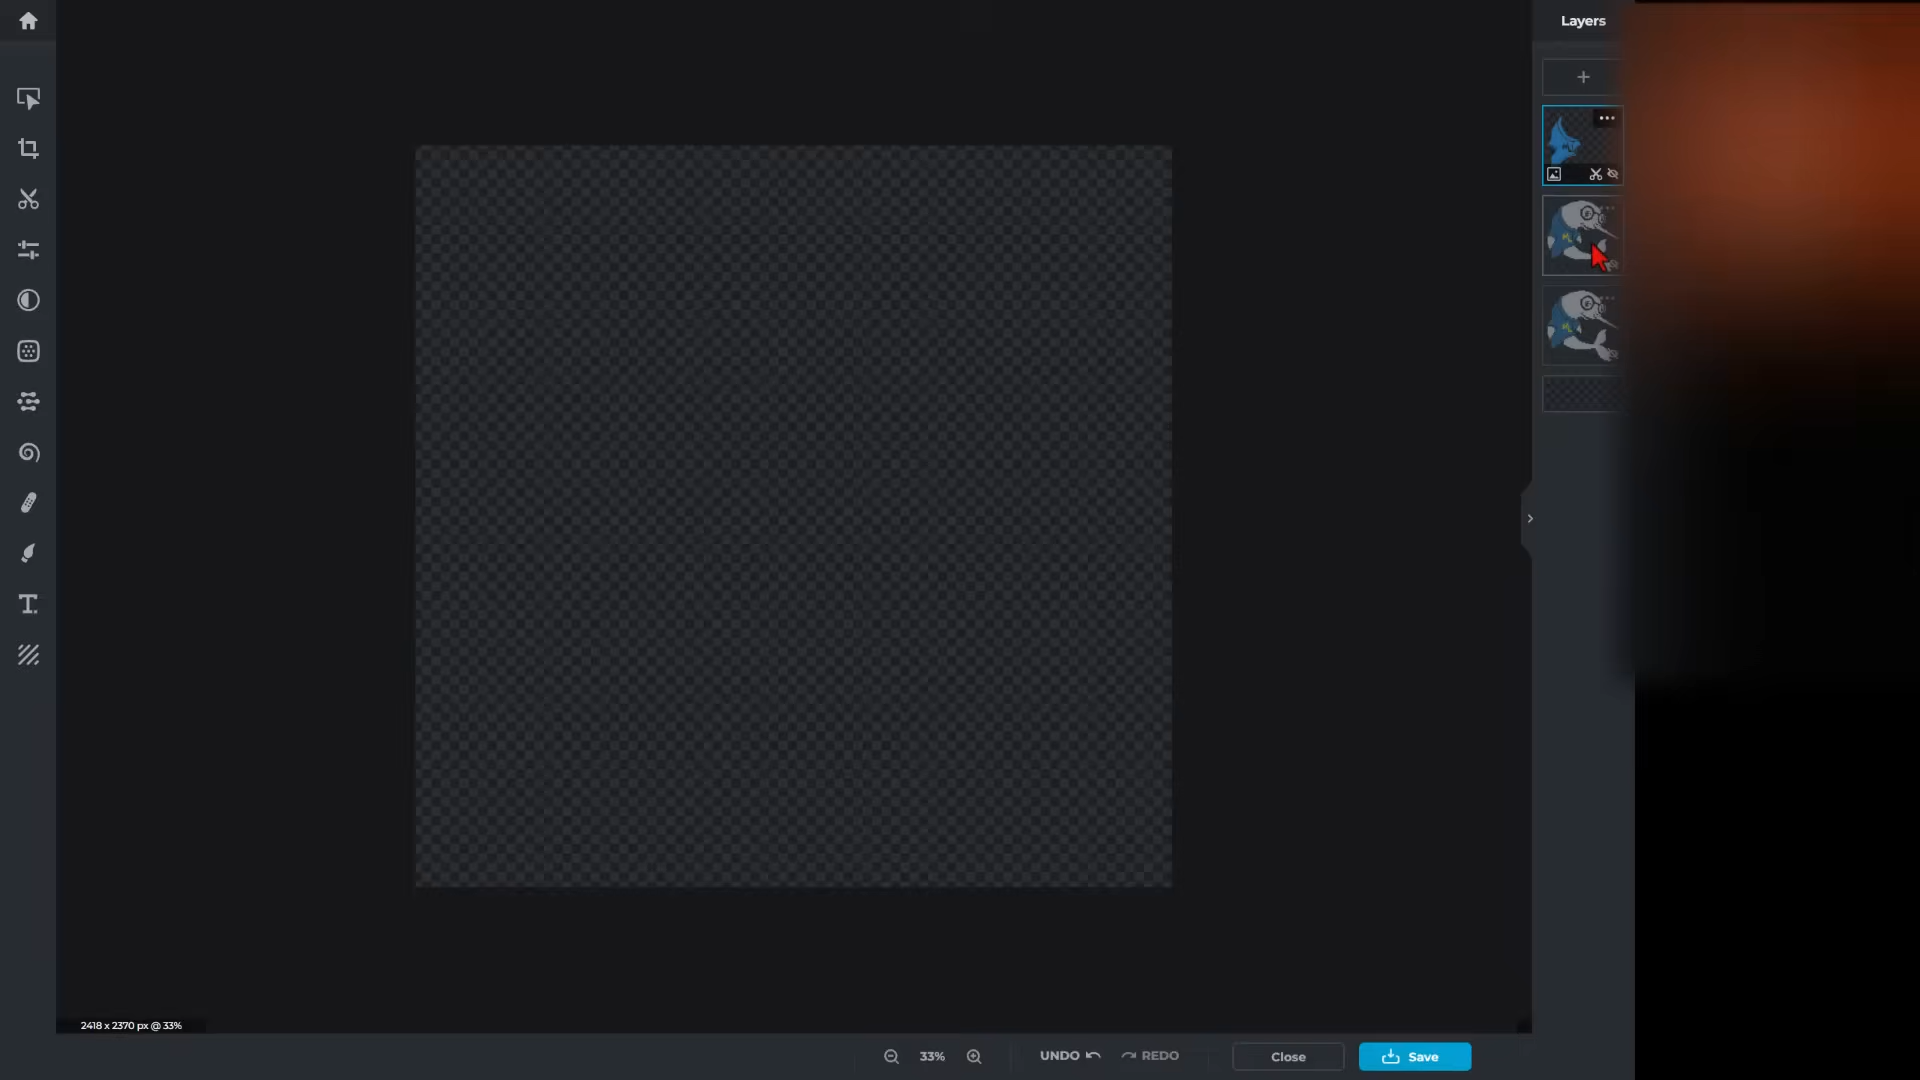 Layers
2418 x 2370 px @ 33%
33%
UNDO
REDO
Close
Save